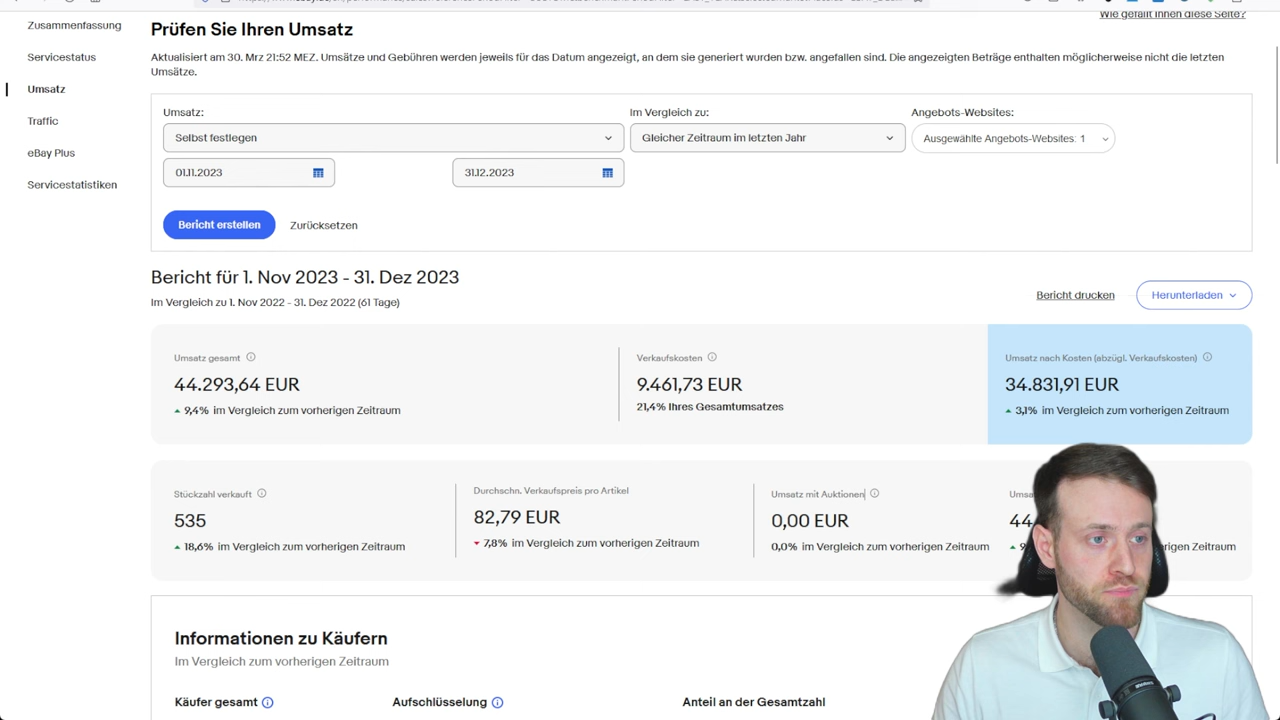 Wie gefällt Ihnen diese Seite?
Zusammenfassung
Servicestatus
Umsatz
Traffic
eBay Plus
Servicestatistiken
Prüfen Sie Ihren Umsatz
Aktualisiert am 30. Mrz 21:52 MEZ. Umsätze und Gebühren werden jeweils für das Datum angezeigt, an dem sie generiert wurden bzw. angefallen sind. Die angezeigten Beträge enthalten möglicherweise nicht die letzten
Umsätze.
Umsatz: Im Vergleich zu: Angebots-Websites:
Selbst festlegen Gleicher Zeitraum im letzten Jahr Ausgewählte Angebots-Websites: 1
01.11.2023 31.12.2023
Bericht erstellen Zurücksetzen
Bericht für 1. Nov 2023 - 31. Dez 2023
Im Vergleich zu 1. Nov 2022 - 31. Dez 2022 (61 Tage)
Bericht drucken Herunterladen
Umsatz gesamt
44.293,64 EUR
9,4% im Vergleich zum vorherigen Zeitraum
Verkaufskosten
9.461,73 EUR
21,4% Ihres Gesamtumsatzes
Umsatz nach Kosten (abzügl. Verkaufskosten)
34.831,91 EUR
3,1% im Vergleich zum vorherigen Zeitraum
Stückzahl verkauft
535
18,6% im Vergleich zum vorherigen Zeitraum
Durchschn. Verkaufspreis pro Artikel
82,79 EUR
7,8% im Vergleich zum vorherigen Zeitraum
Umsatz mit Auktionen
0,00 EUR
0,0% im Vergleich zum vorherigen Zeitraum
44
Zeitraum
Informationen zu Käufern
Im Vergleich zum vorherigen Zeitraum
Käufer gesamt Aufschlüsselung Anteil an der Gesamtzahl